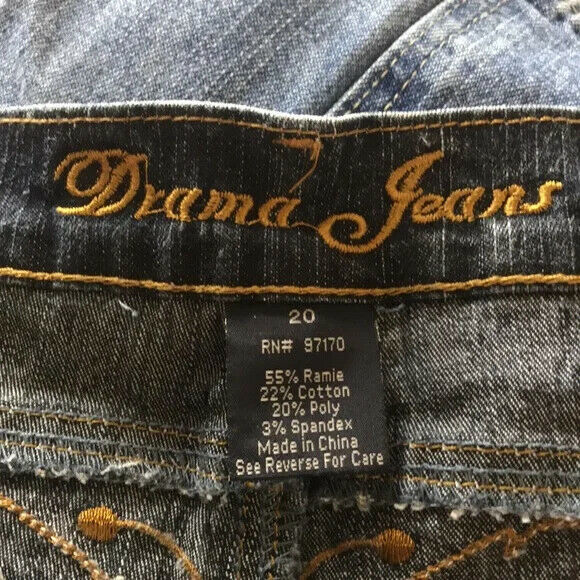 Drama Jeans
20
RN# 97170
55% Ramie
22% Cotton
20% Poly
3% Spandex
Made in China
See Reverse For Care